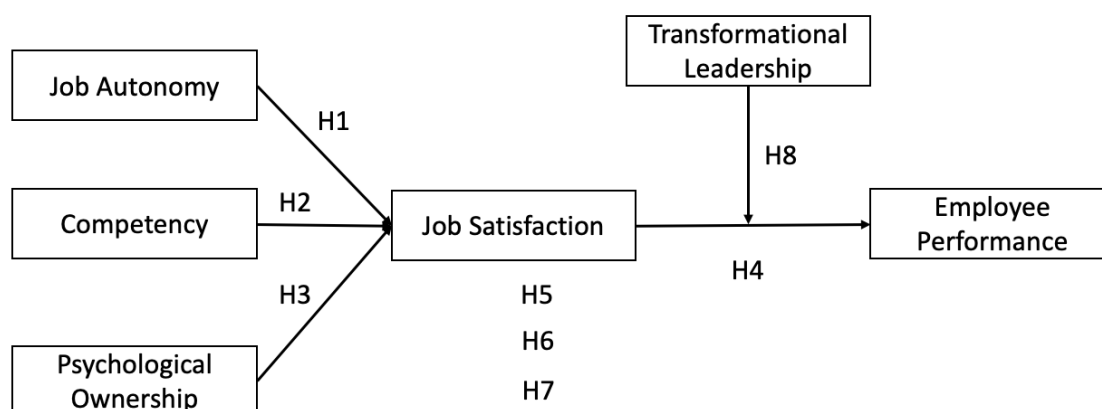 Transformational
Leadership
Job Autonomy
H1
H8
Competency
H2
Job Satisfaction
Employee
Performance
H3
H4
H5
H6
Psychological
Ownership
H7